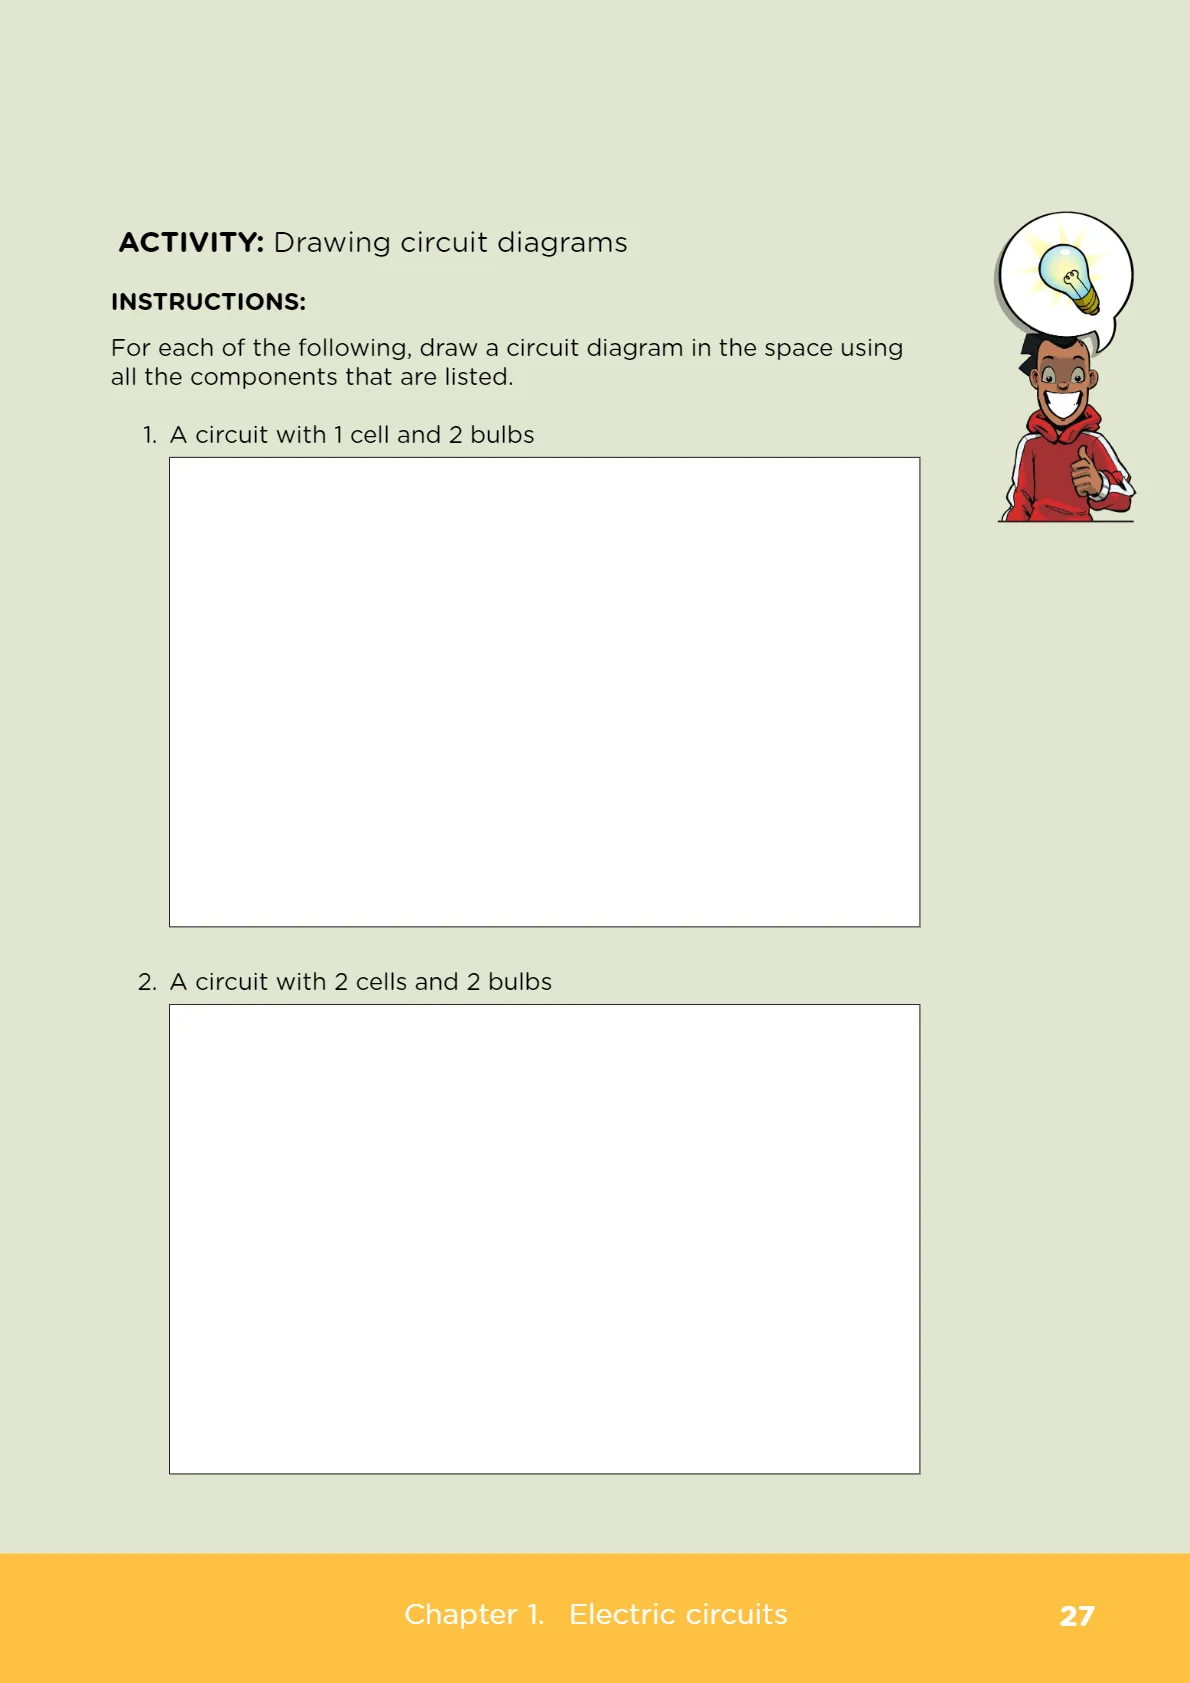 ACTIVITY: Drawing circuit diagrams
INSTRUCTIONS:
For each of the following, draw a circuit diagram in the space using
all the components that are listed.
1. A circuit with 1 cell and 2 bulbs
2. A circuit with 2 cells and 2 bulbs
Chapter 1. Electric circuits 27